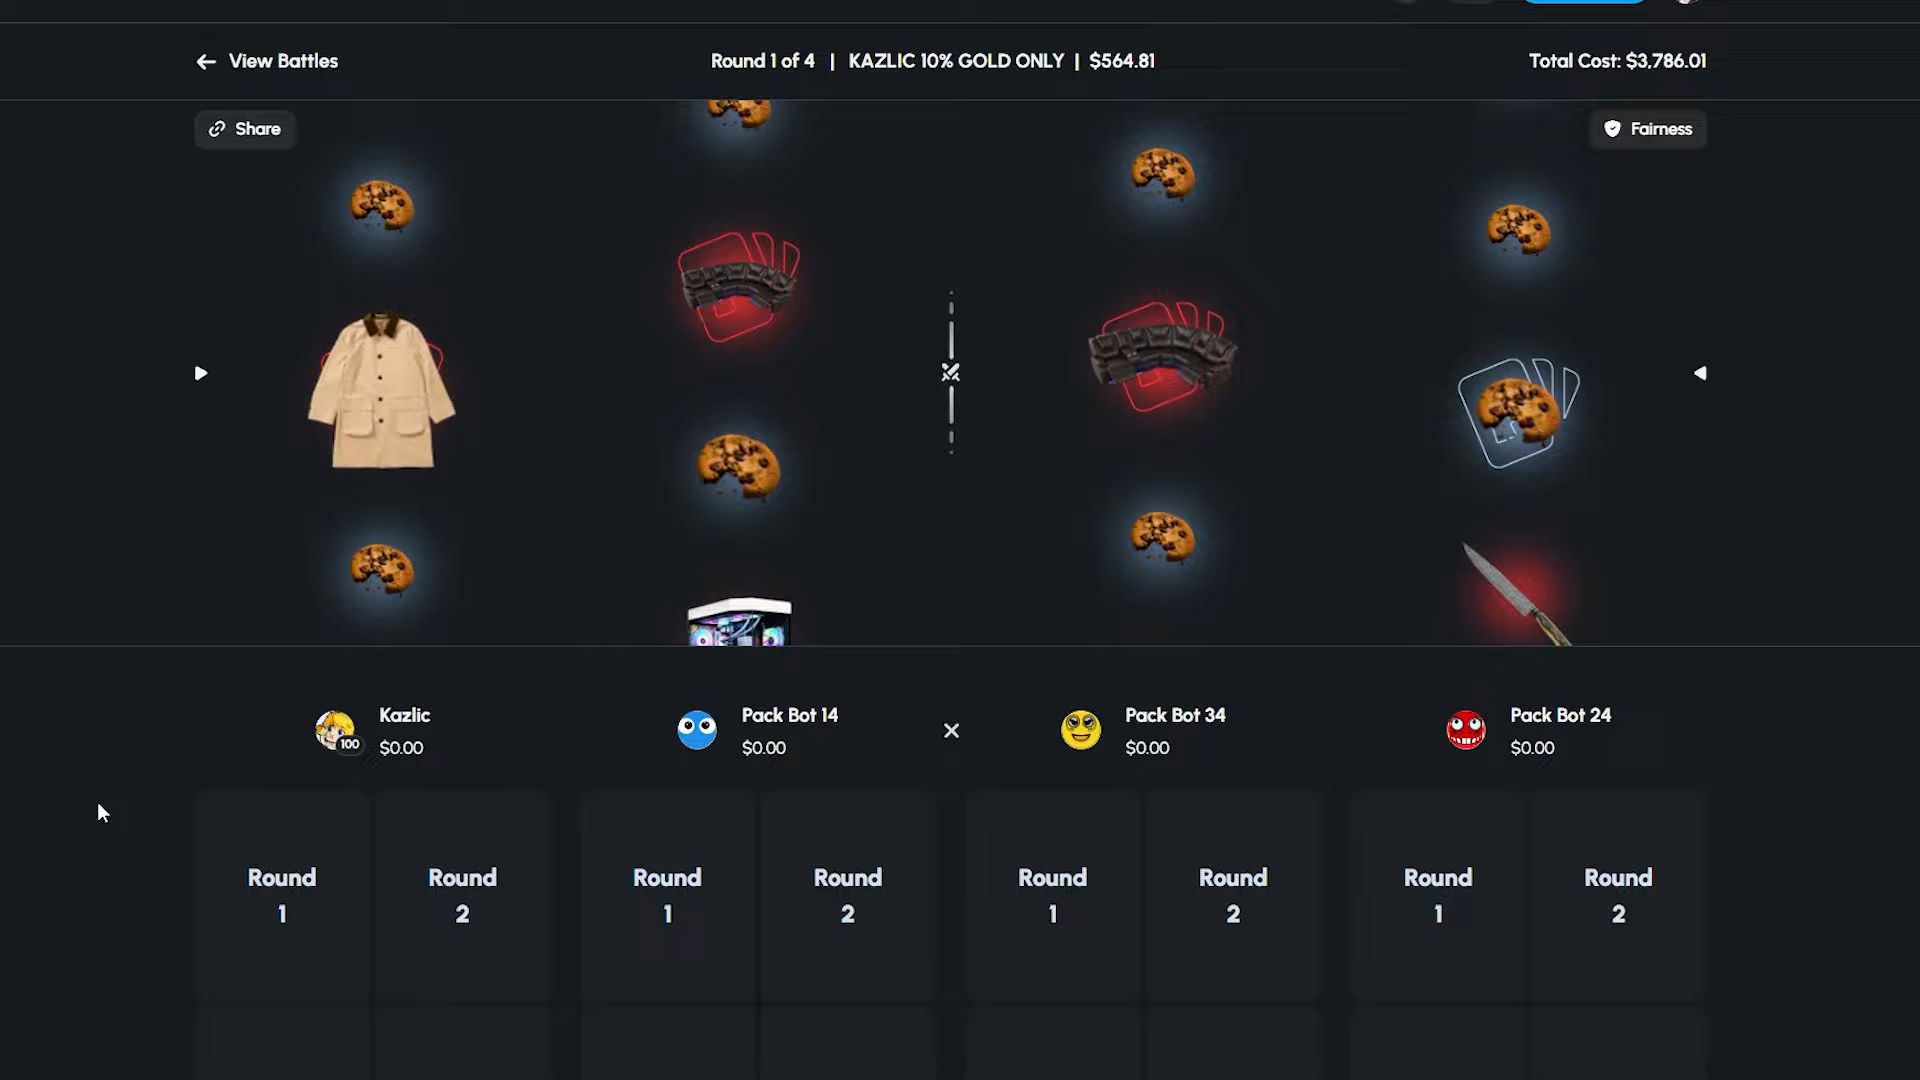 View Battles
Round 1 of 4 | KAZLIC 10% GOLD ONLY | $564.81
Total Cost: $3,786.01
Share
Fairness
Kazlic
100
$0.00
Pack Bot 14
$0.00
Pack Bot 34
$0.00
Pack Bot 24
$0.00
Round
1
Round
2
Round
1
Round
2
Round
1
Round
2
Round
1
Round
2